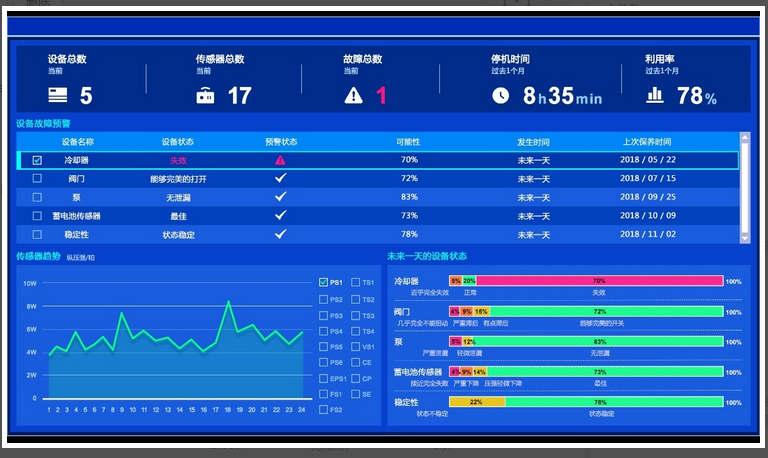 设备总数 传感器总数 故障总数 停机时间 利用率
当前 当前 当前 过去1个月 过去1个月
5 17 1 8h35min 78%
设备故障预警
设备名称 设备状态 预警状态 可能性 发生时间 上次保养时间
冷却器 失效 70% 未来一天 2018 / 05 / 22
阀门 能够完美的打开 72% 未来一天 2018 / 07 / 15
泵 无泄漏 83% 未来一天 2018 / 09 / 25
蓄电池传感器 最佳 73% 未来一天 2018 / 10 / 09
稳定性 状态稳定 78% 未来一天 2018 / 11 / 02
传感器趋势 纵压强/帕
10W
8W
6W
4W
2W
0
1 2 3 4 5 6 7 8 9 10 11 12 13 14 15 16 17 18 19 20 21 22 23 24
PS1 TS1
PS2 TS2
PS3 TS3
PS4 TS4
PS5 VS1
PS6 CE
EPS1 CP
FS1 SE
FS2
未来一天的设备状态
冷却器 20% 70% 100%
近乎完全失效 正常 失效
阀门 4% 9% 15% 72% 100%
几乎完全不能扭动 严重滞后 有点滞后 能够完美的开关
泵 5% 12% 83% 100%
严重泄漏 轻微泄漏 无泄漏
蓄电池传感器 4% 9% 14% 73% 100%
接近完全失效 严重下降 压强轻微下降 最佳
稳定性 22% 78% 100%
状态不稳定 状态稳定